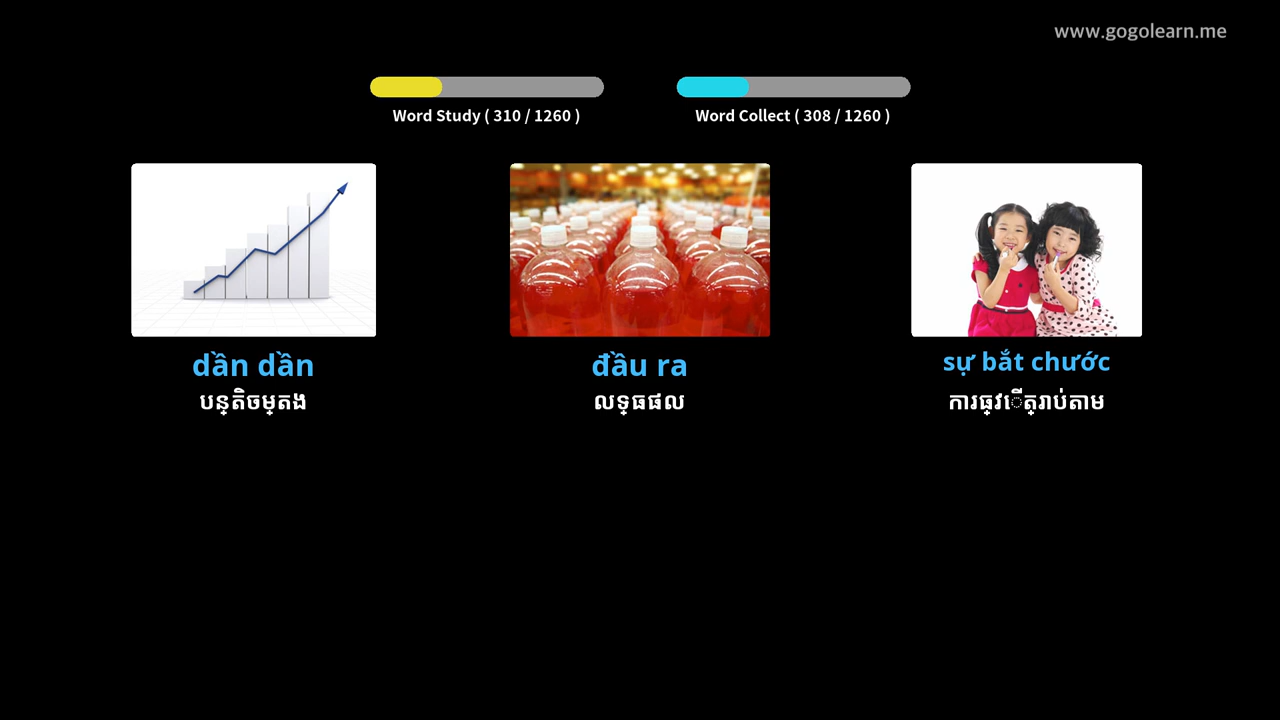 www.gogolearn.me
Word Study ( 310 / 1260 )
Word Collect ( 308 / 1260 )
dần dần
đầu ra
sự bắt chước
បន្តិចម្តង
លទ្ធផល
ការធ្វើត្រាប់តាម